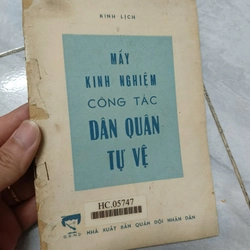 KINH LỊCH
MẤY
KINH NGHIỆM
CÔNG TÁC
DÂN QUÂN
TỰ VỆ
HC.05747
NHÀ XUẤT BẢN QUÂN ĐỘI NHÂN DÂN